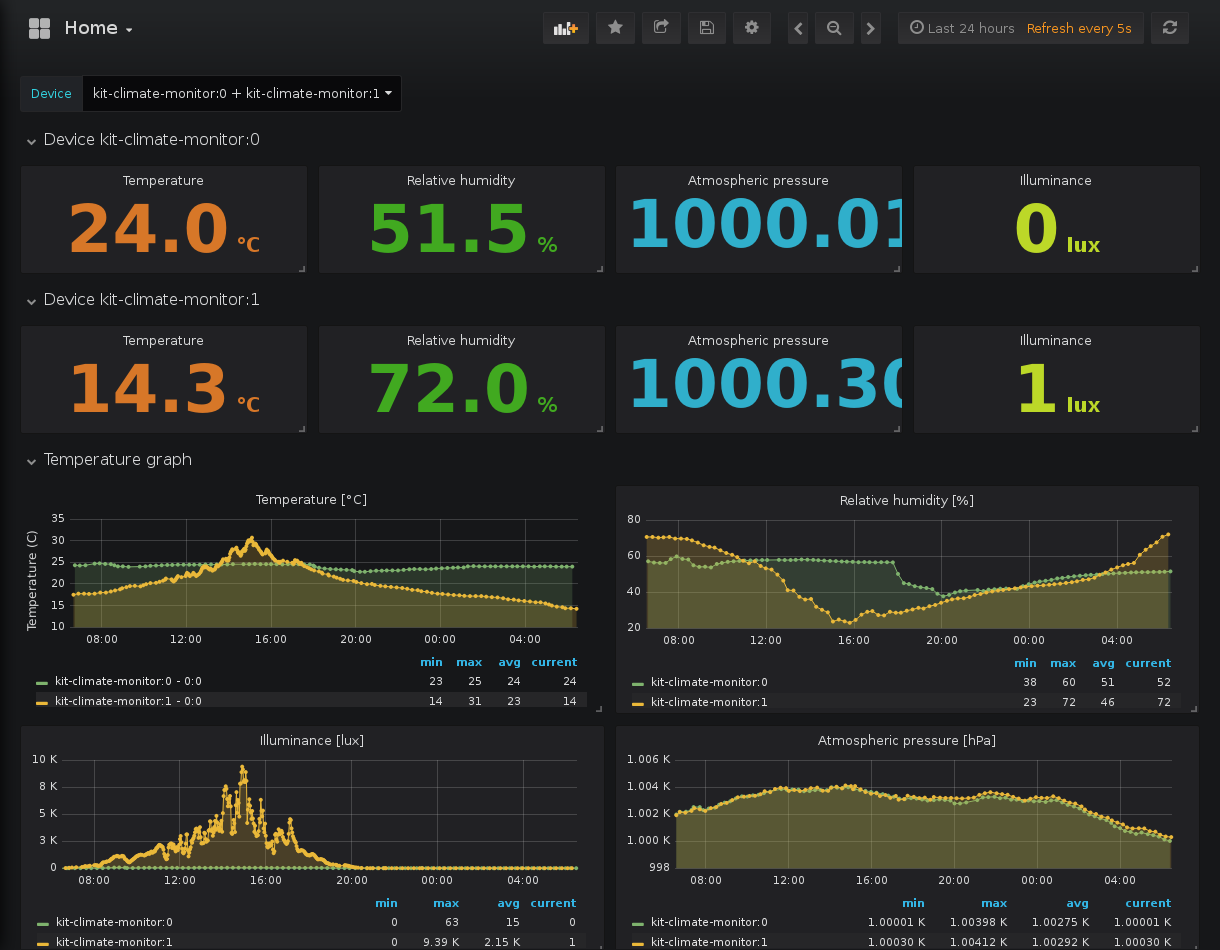 Home
Last 24 hours Refresh every 5s
Device kit-climate-monitor:0 + kit-climate-monitor:1
Device kit-climate-monitor:0
Temperature Relative humidity Atmospheric pressure Illuminance
24.0 °C 51.5 % 1000.01 0 lux
Device kit-climate-monitor:1
Temperature Relative humidity Atmospheric pressure Illuminance
14.3 °C 72.0 % 1000.30 1 lux
Temperature graph
Temperature [°C]
Temperature (C)
35
30
25
20
15
10
08:00 12:00 16:00 20:00 00:00 04:00
min max avg current
kit-climate-monitor:0 - 0:0 23 25 24 24
kit-climate-monitor:1 - 0:0 14 31 23 14
Relative humidity [%]
80
60
40
20
08:00 12:00 16:00 20:00 00:00 04:00
min max avg current
kit-climate-monitor:0 38 60 51 52
kit-climate-monitor:1 23 72 46 72
Illuminance [lux]
10 K
8 K
5 K
3 K
0
08:00 12:00 16:00 20:00 00:00 04:00
min max avg current
kit-climate-monitor:0 0 63 15 0
kit-climate-monitor:1 0 9.39 K 2.15 K 1
Atmospheric pressure [hPa]
1.006 K
1.004 K
1.002 K
1.000 K
998
08:00 12:00 16:00 20:00 00:00 04:00
min max avg current
kit-climate-monitor:0 1.00001 K 1.00398 K 1.00275 K 1.00001 K
kit-climate-monitor:1 1.00030 K 1.00412 K 1.00292 K 1.00030 K